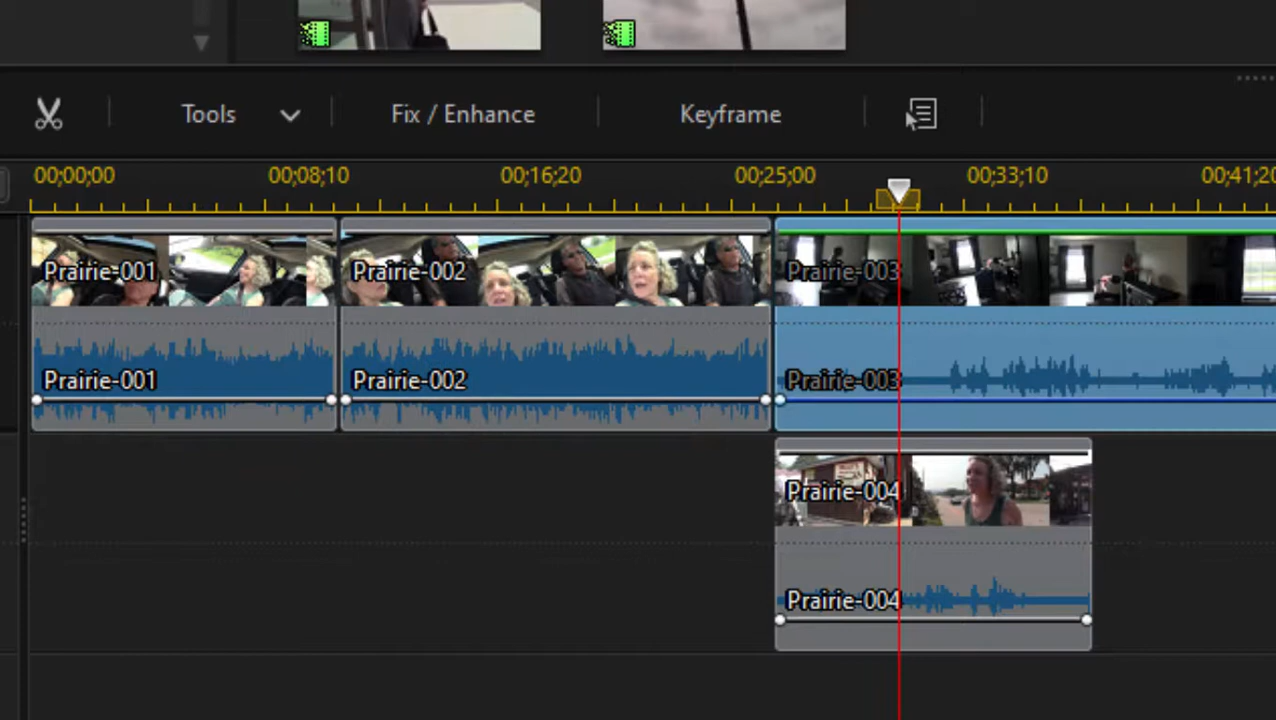 Tools Fix / Enhance Keyframe
00;00;00 00;08;10 00;16;20 00;25;00 00;33;10 00;41;20
Prairie-001 Prairie-002 Prairie-003
Prairie-001 Prairie-002 Prairie-003
Prairie-004
Prairie-004